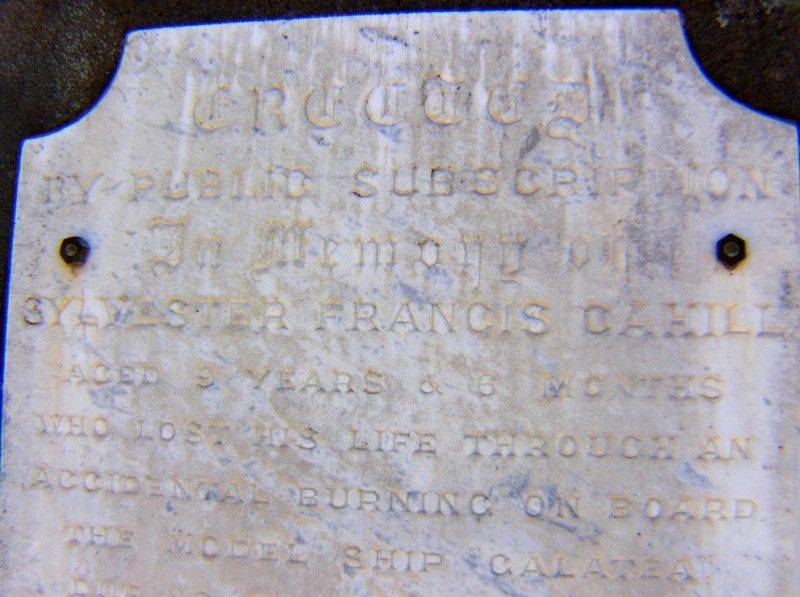 ERECTED
BY PUBLIC SUBSCRIPTION
In Memory of
SYLVESTER FRANCIS CAHILL
AGED 9 YEARS & 6 MONTHS
WHO LOST HIS LIFE THROUGH AN
ACCIDENTAL BURNING ON BOARD
THE MODEL SHIP "GALATEA"